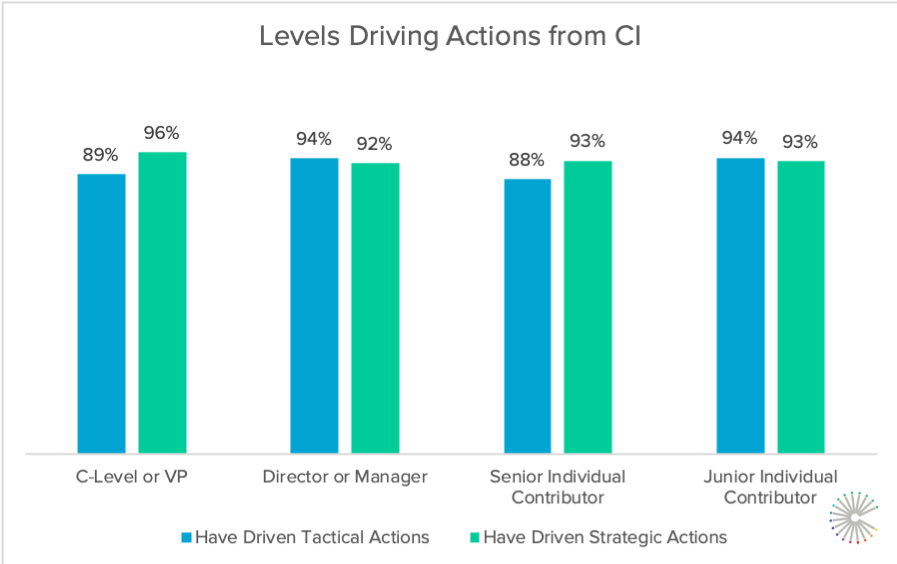 Levels Driving Actions from CI
89%
96%
94%
92%
88%
93%
94%
93%
C-Level or VP
Director or Manager
Senior Individual
Contributor
Junior Individual
Contributor
Have Driven Tactical Actions
Have Driven Strategic Actions